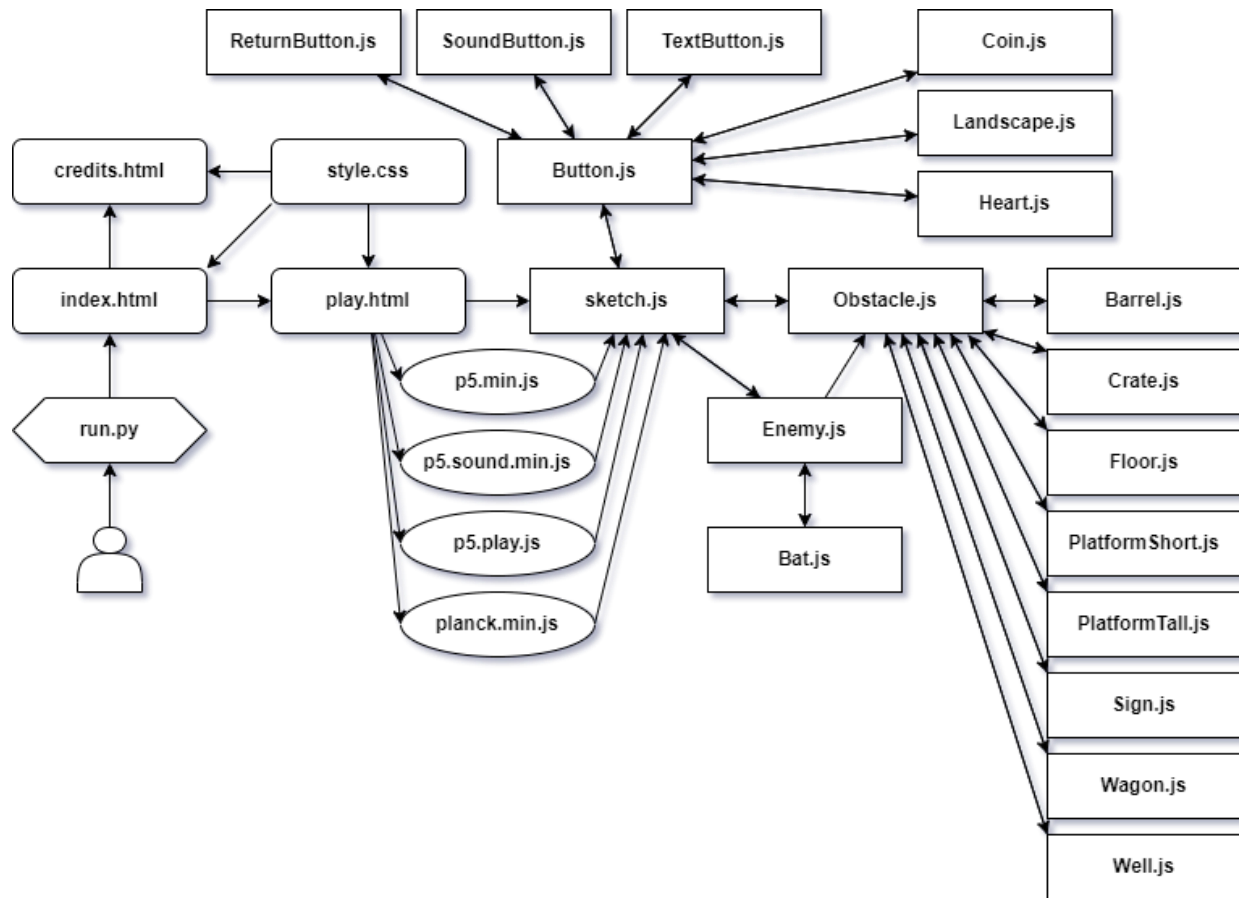 ReturnButton.js
SoundButton.js
TextButton.js
Coin.js
Landscape.js
credits.html
style.css
Button.js
Heart.js
index.html
play.html
sketch.js
Obstacle.js
Barrel.js
p5.min.js
Crate.js
run.py
Enemy.js
p5.sound.min.js
Floor.js
p5.play.js
PlatformShort.js
Bat.js
planck.min.js
PlatformTall.js
Sign.js
Wagon.js
Well.js